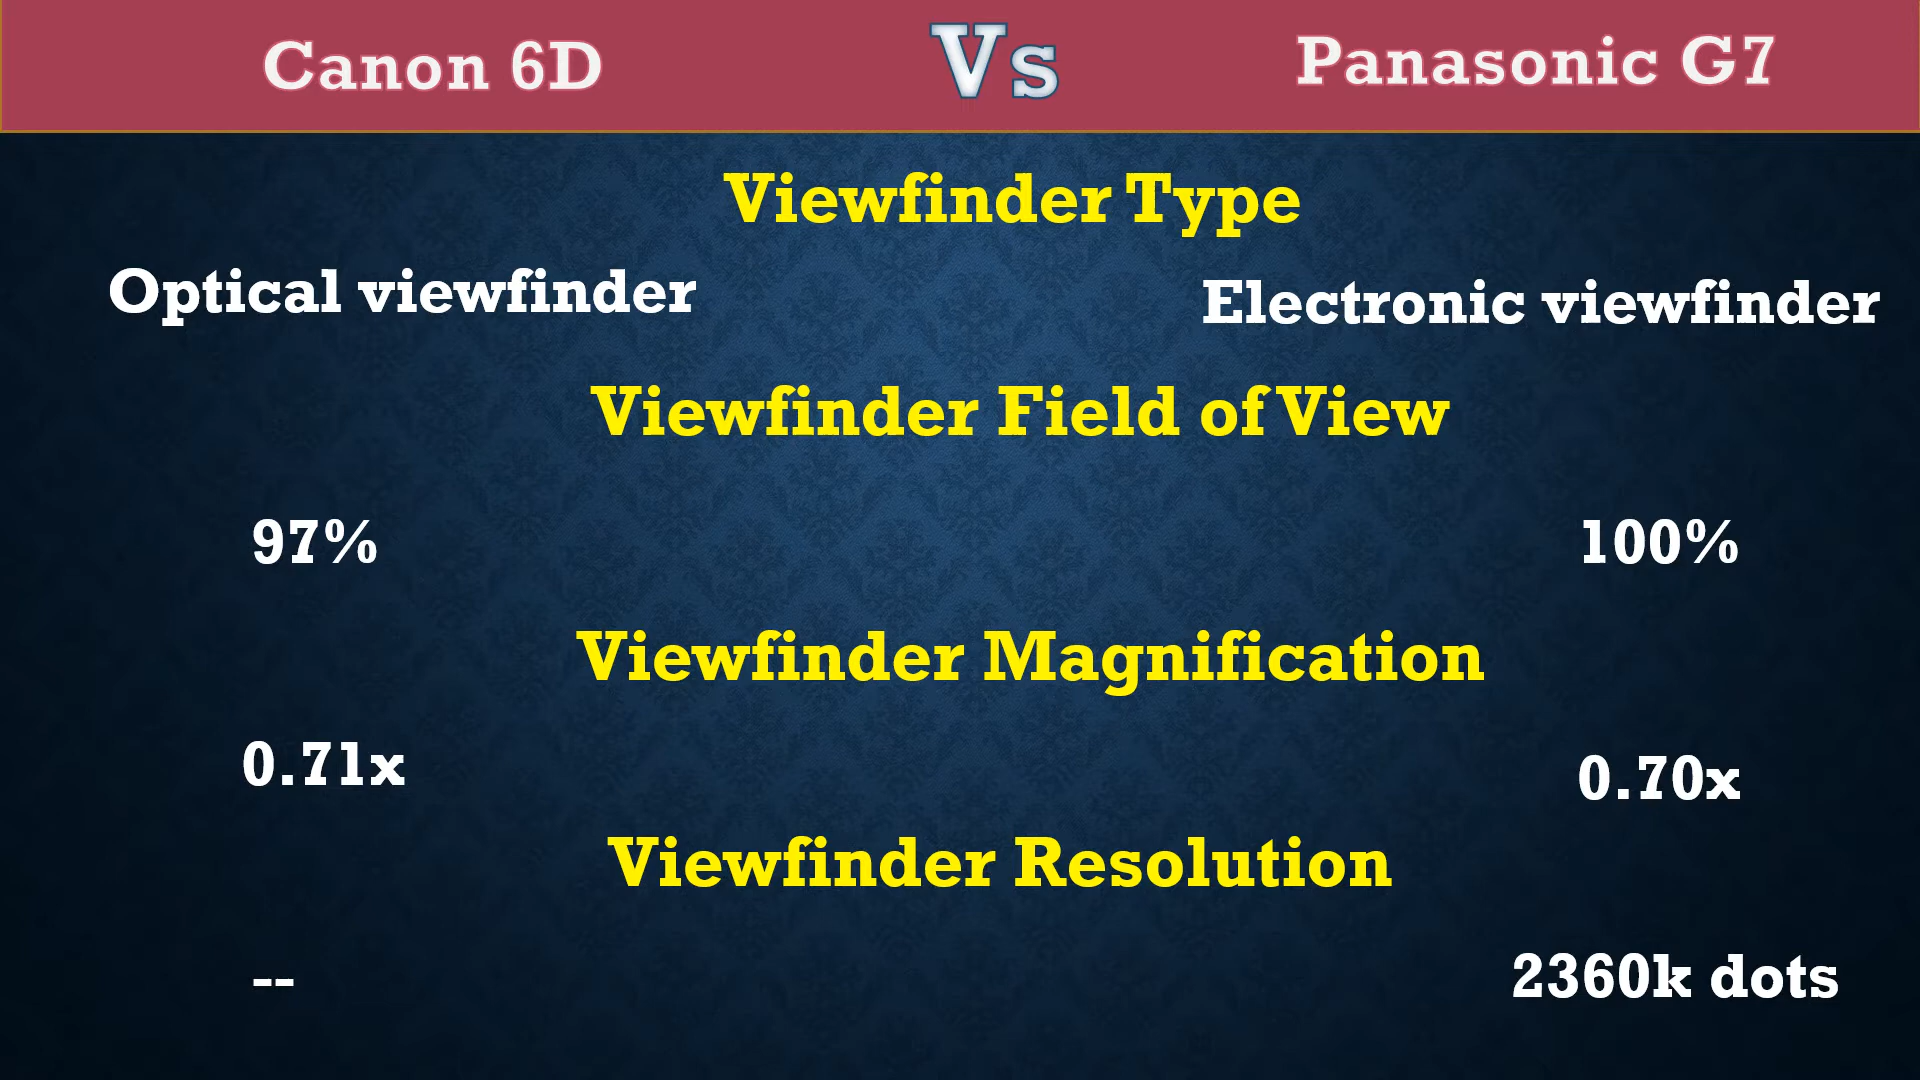 Canon 6D Vs Panasonic G7
Viewfinder Type
Optical viewfinder Electronic viewfinder
Viewfinder Field of View
97% 100%
Viewfinder Magnification
0.71x 0.70x
Viewfinder Resolution
-- 2360k dots